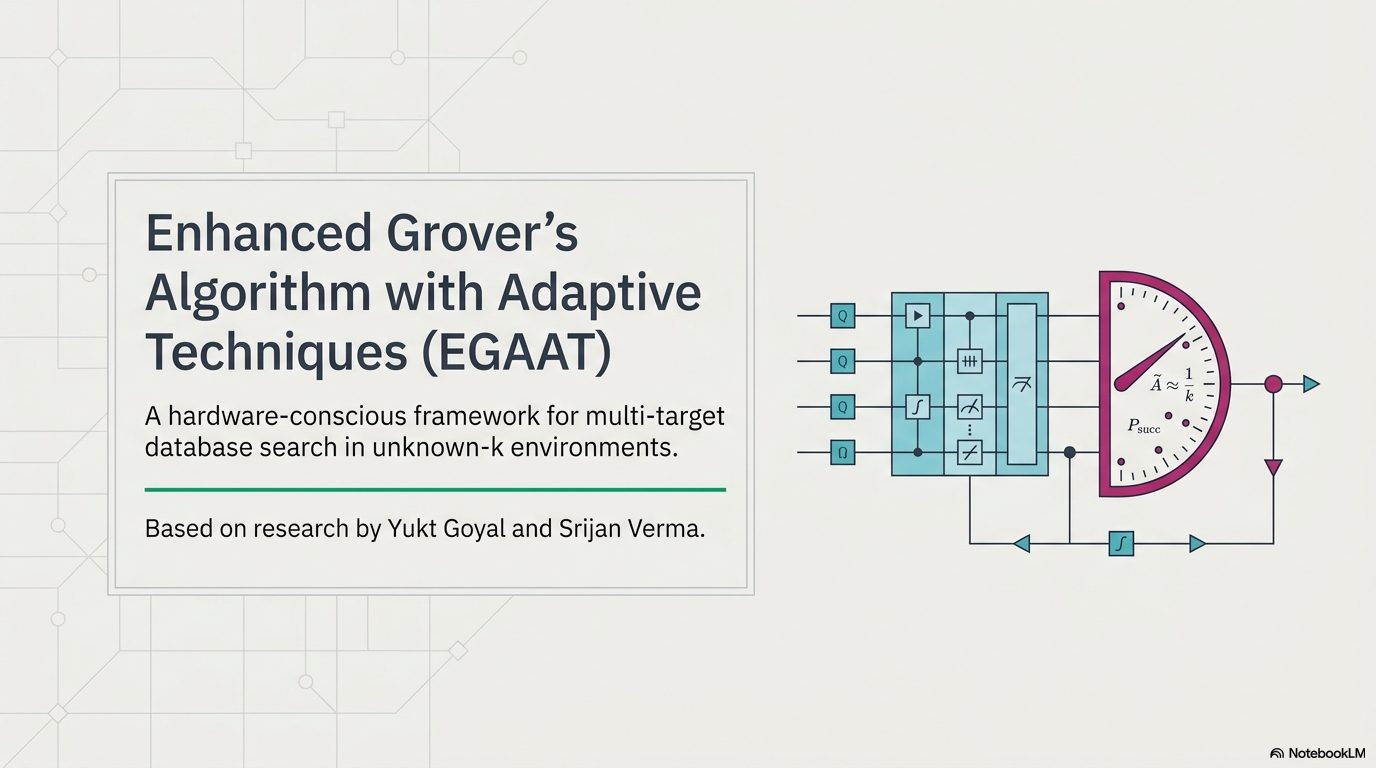 Enhanced Grover’s
Algorithm with Adaptive
Techniques (EGAAT)
A hardware-conscious framework for multi-target
database search in unknown-k environments.
Based on research by Yukt Goyal and Srijan Verma.
Q
Q
Q
Ω
∫
Ã ≈ 1/k
P_succ
∫
NotebookLM